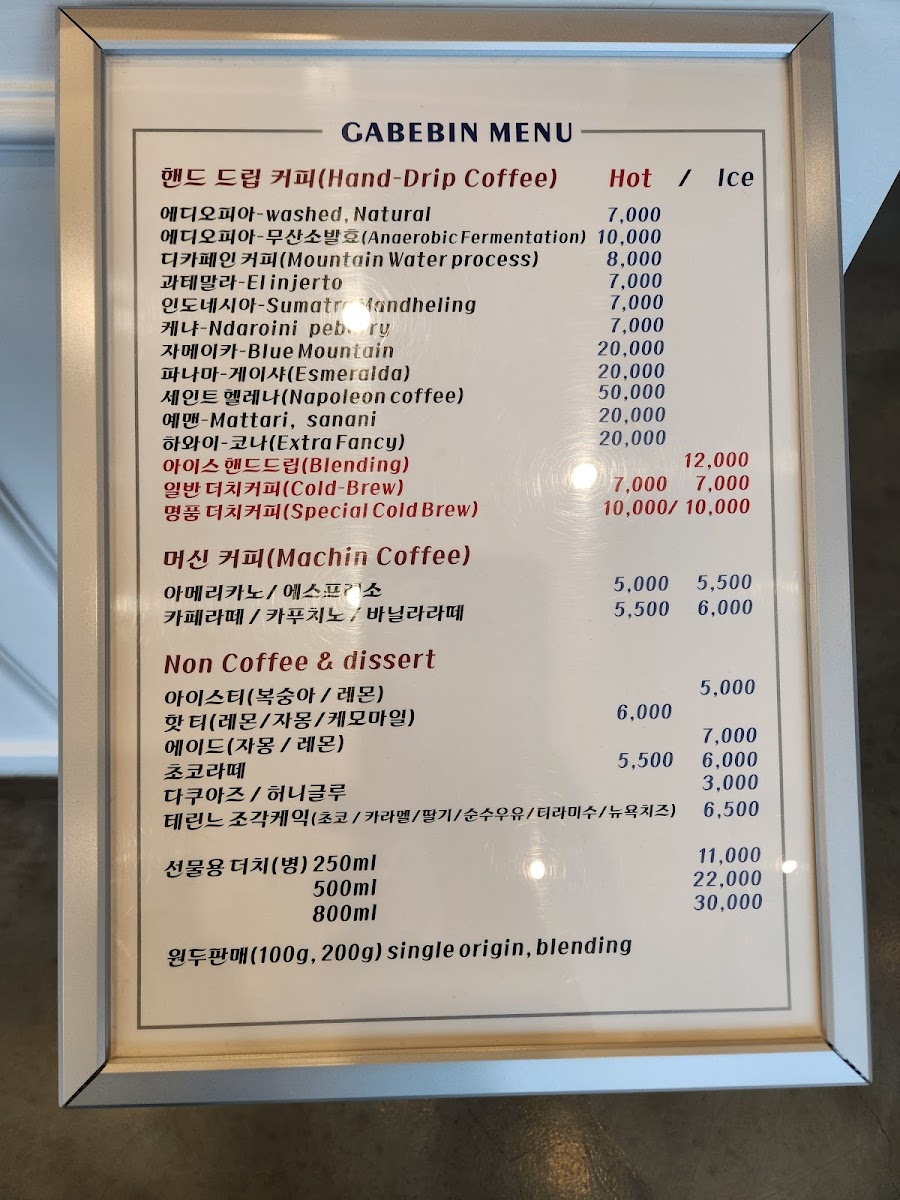 GABEBIN MENU
핸드 드립 커피(Hand-Drip Coffee) Hot / Ice
에디오피아-washed, Natural 7,000
에디오피아-무산소발효(Anaerobic Fermentation) 10,000
디카페인 커피(Mountain Water process) 8,000
과테말라-El injerto 7,000
인도네시아-Sumatra Mandheling 7,000
케냐-Ndaroini peberry 7,000
자메이카-Blue Mountain 20,000
파나마-게이샤(Esmeralda) 20,000
세인트 헬레나(Napoleon coffee) 50,000
예맨-Mattari, sanani 20,000
하와이-코나(Extra Fancy) 20,000
아이스 핸드드립(Blending) 12,000
일반 더치커피(Cold-Brew) 7,000 7,000
명품 더치커피(Special Cold Brew) 10,000/ 10,000
머신 커피(Machin Coffee)
아메리카노 / 에스프레소 5,000 5,500
카페라떼 / 카푸치노 / 바닐라라떼 5,500 6,000
Non Coffee & dissert
아이스티(복숭아 / 레몬) 5,000
핫 티(레몬/자몽/캐모마일) 6,000
에이드(자몽 / 레몬) 7,000
초코라떼 5,500 6,000
다쿠아즈 / 허니글루 3,000
테린느 조각케익(초코 / 카라멜/딸기/순수우유/티라미수/뉴욕치즈) 6,500
선물용 더치(병) 250ml 11,000
500ml 22,000
800ml 30,000
원두판매(100g, 200g) single origin, blending